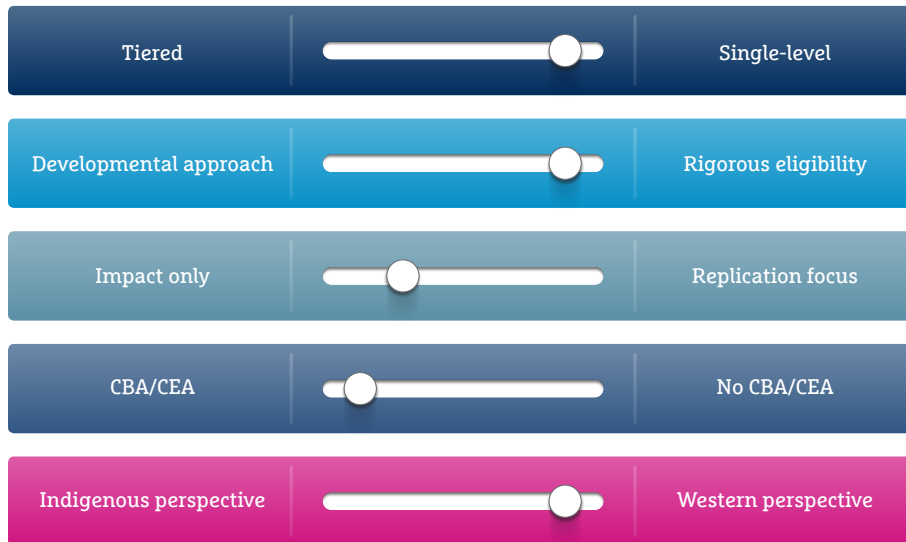 Tiered Single-level
Developmental approach Rigorous eligibility
Impact only Replication focus
CBA/CEA No CBA/CEA
Indigenous perspective Western perspective